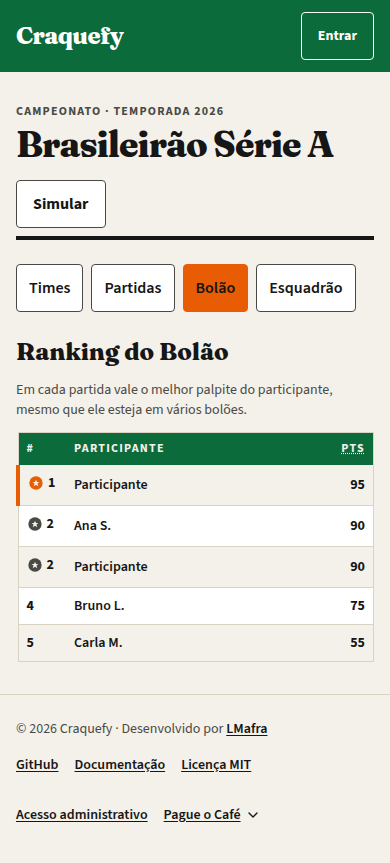 Craquefy
Entrar
CAMPEONATO · TEMPORADA 2026
Brasileirão Série A
Simular
Times Partidas Bolão Esquadrão
Ranking do Bolão
Em cada partida vale o melhor palpite do participante,
mesmo que ele esteja em vários bolões.
# PARTICIPANTE PTS
1 Participante 95
2 Ana S. 90
2 Participante 90
4 Bruno L. 75
5 Carla M. 55
© 2026 Craquefy · Desenvolvido por LMafra
GitHub Documentação Licença MIT
Acesso administrativo Pague o Café